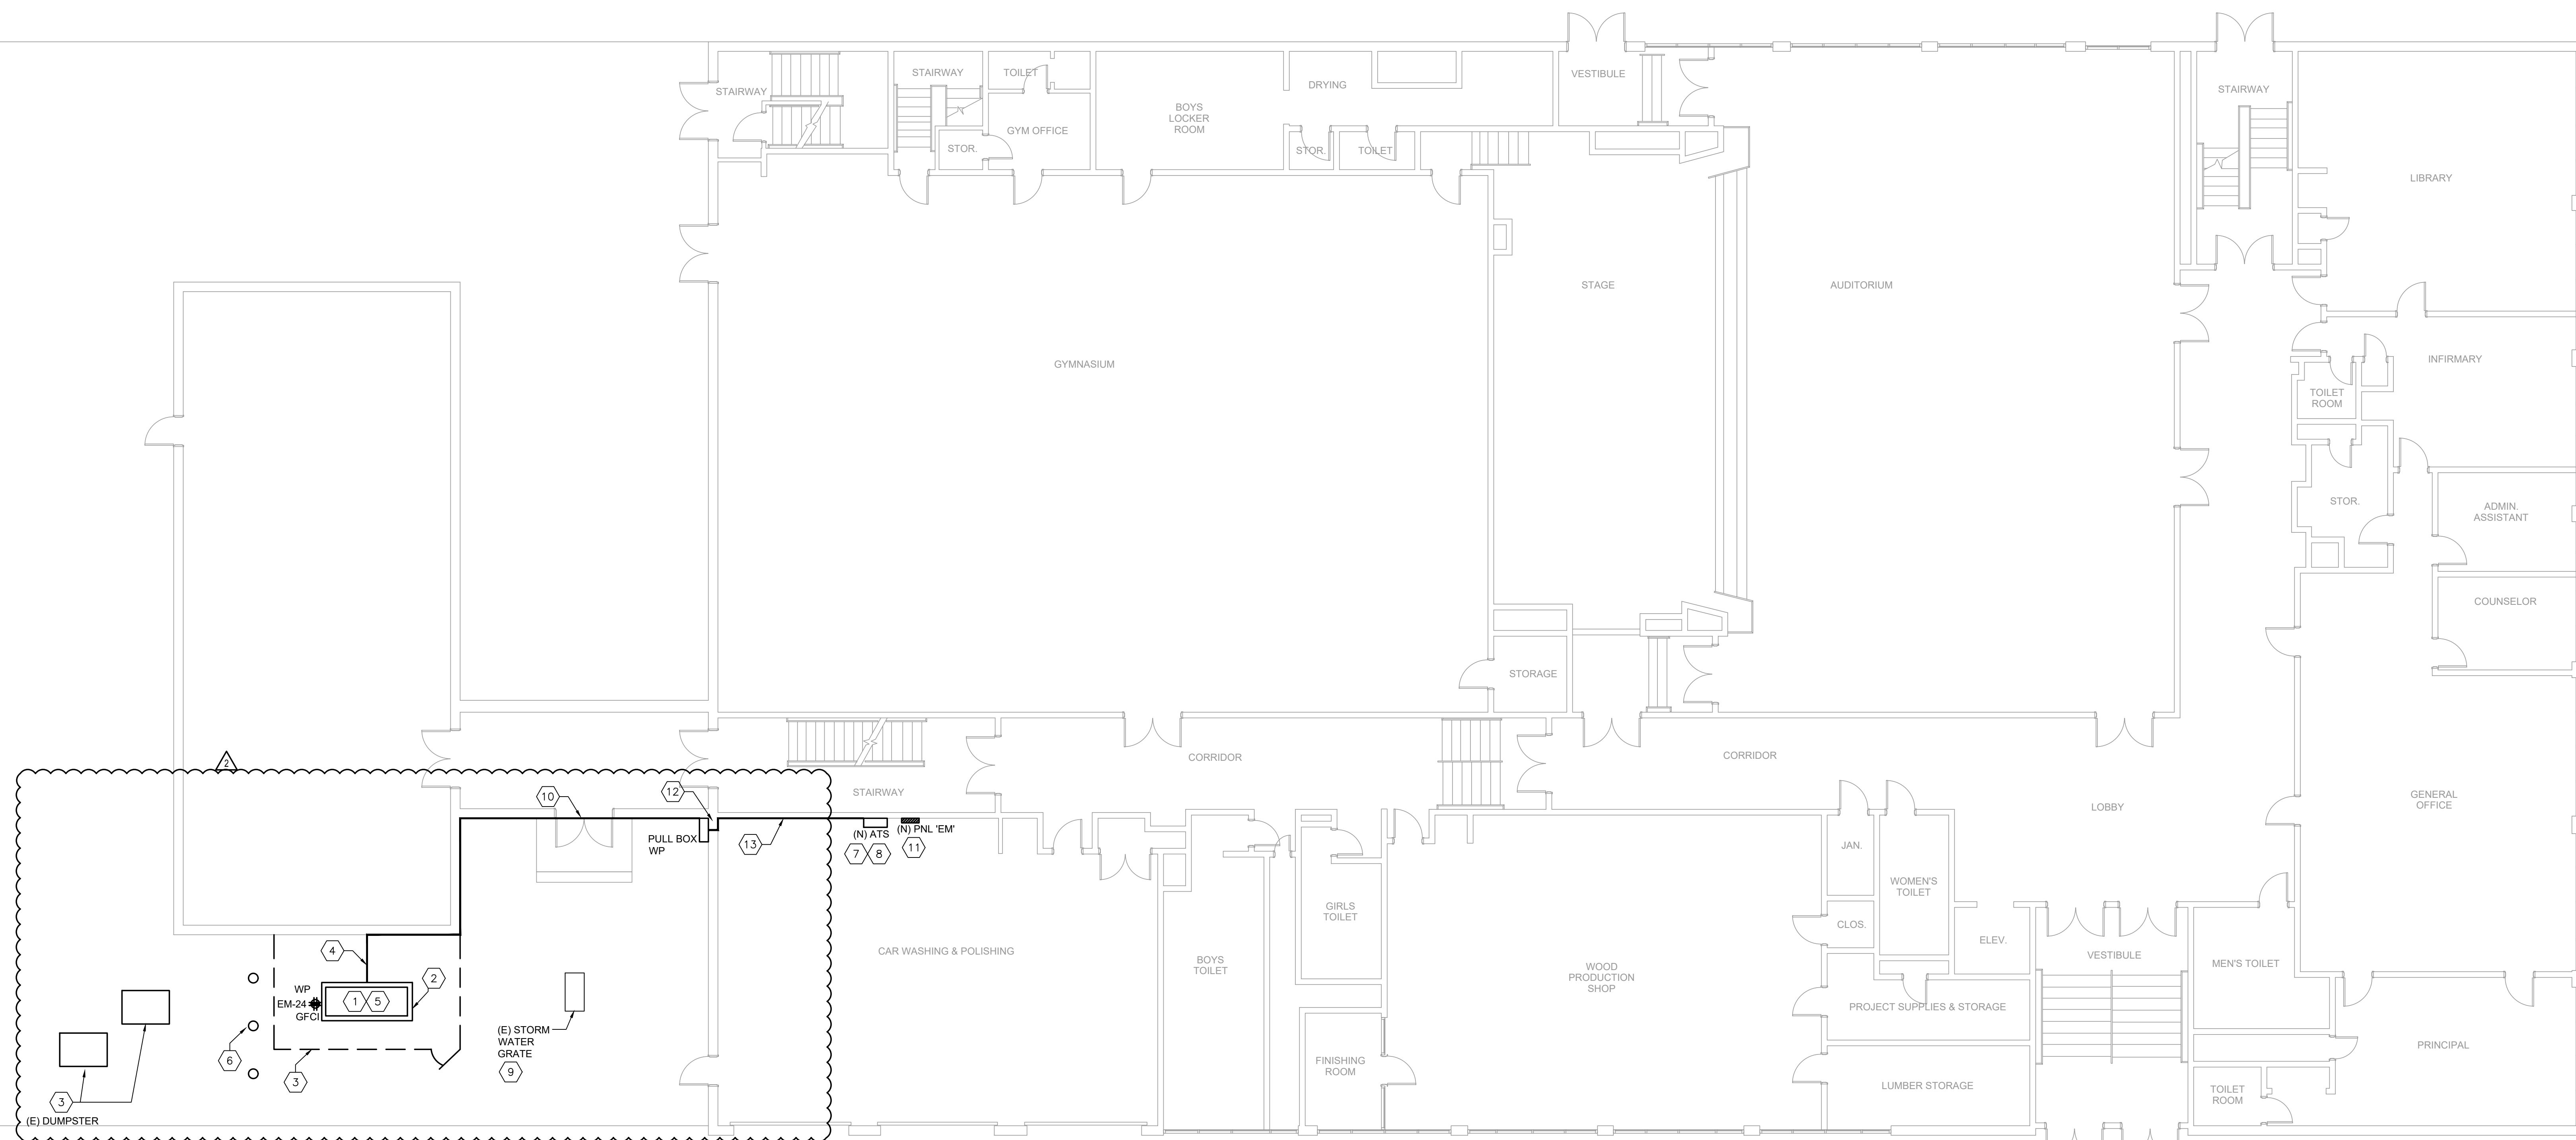 STAIRWAY
STAIRWAY
TOILET
GYM OFFICE
STOR.
BOYS
LOCKER
ROOM
DRYING
STOR.
TOILET
VESTIBULE
STAIRWAY
LIBRARY
STAGE
AUDITORIUM
GYMNASIUM
INFIRMARY
TOILET
ROOM
STOR.
ADMIN.
ASSISTANT
COUNSELOR
STORAGE
CORRIDOR
CORRIDOR
STAIRWAY
LOBBY
GENERAL
OFFICE
2
10
12
PULL BOX
WP
13
(N) ATS
7
8
(N) PNL 'EM'
11
JAN.
WOMEN'S
TOILET
CLOS.
ELEV.
VESTIBULE
MEN'S TOILET
GIRLS
TOILET
CAR WASHING & POLISHING
BOYS
TOILET
WOOD
PRODUCTION
SHOP
PROJECT SUPPLIES & STORAGE
LUMBER STORAGE
FINISHING
ROOM
PRINCIPAL
TOILET
ROOM
4
2
WP
EM-24
GFCI
1
5
6
3
(E) STORM
WATER
GRATE
9
3
(E) DUMPSTER